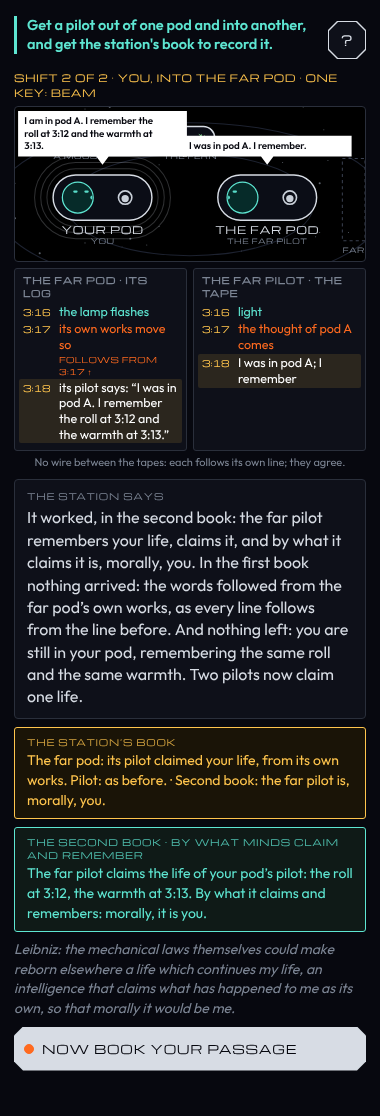 Get a pilot out of one pod and into another,
and get the station's book to record it.
?
SHIFT 2 OF 2 · YOU, INTO THE FAR POD · ONE
KEY: BEAM
I am in pod A. I remember the
roll at 3:12 and the warmth at
3:13.
I was in pod A. I remember.
YOUR POD
YOU
THE FAR POD
THE FAR PILOT
FAR
THE FAR POD · ITS
LOG
3:16 the lamp flashes
3:17 its own works move
so
FOLLOWS FROM
3:17 ↑
3:18 its pilot says: “I was in
pod A. I remember
the roll at 3:12 and
the warmth at 3:13.”
THE FAR PILOT · THE
TAPE
3:16 light
3:17 the thought of pod A
comes
3:18 I was in pod A; I
remember
No wire between the tapes: each follows its own line; they agree.
THE STATION SAYS
It worked, in the second book: the far pilot
remembers your life, claims it, and by what it
claims it is, morally, you. In the first book
nothing arrived: the words followed from the
far pod’s own works, as every line follows
from the line before. And nothing left: you are
still in your pod, remembering the same roll
and the same warmth. Two pilots now claim
one life.
THE STATION’S BOOK
The far pod: its pilot claimed your life, from its own
works. Pilot: as before. · Second book: the far pilot is,
morally, you.
THE SECOND BOOK · BY WHAT MINDS CLAIM
AND REMEMBER
The far pilot claims the life of your pod’s pilot: the roll
at 3:12, the warmth at 3:13. By what it claims and
remembers: morally, it is you.
Leibniz: the mechanical laws themselves could make
reborn elsewhere a life which continues my life, an
intelligence that claims what has happened to me as its
own, so that morally it would be me.
NOW BOOK YOUR PASSAGE